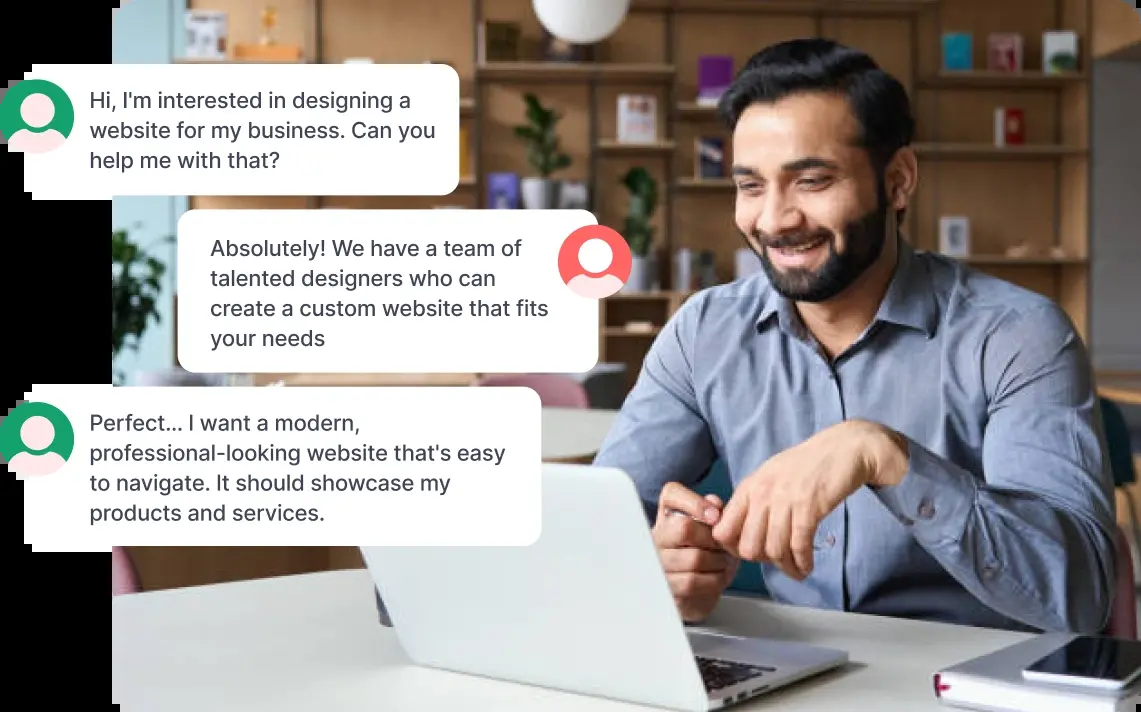 Hi, I'm interested in designing a
website for my business. Can you
help me with that?
Absolutely! We have a team of
talented designers who can
create a custom website that fits
your needs
Perfect... I want a modern,
professional-looking website that's easy
to navigate. It should showcase my
products and services.